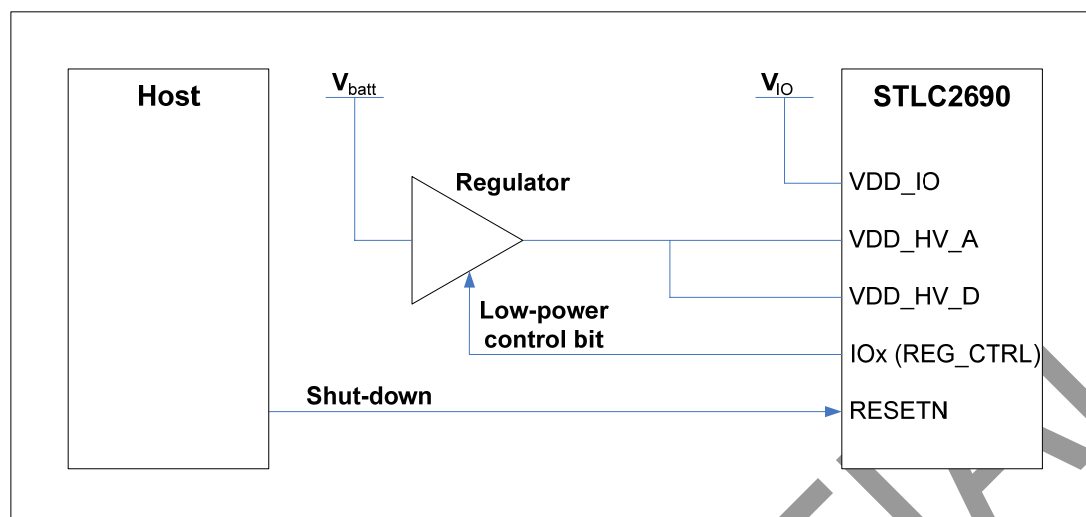 Host
Vbatt
VIO
STLC2690
Regulator
VDD_IO
VDD_HV_A
VDD_HV_D
Low-power
control bit
IOx (REG_CTRL)
Shut-down
RESETN